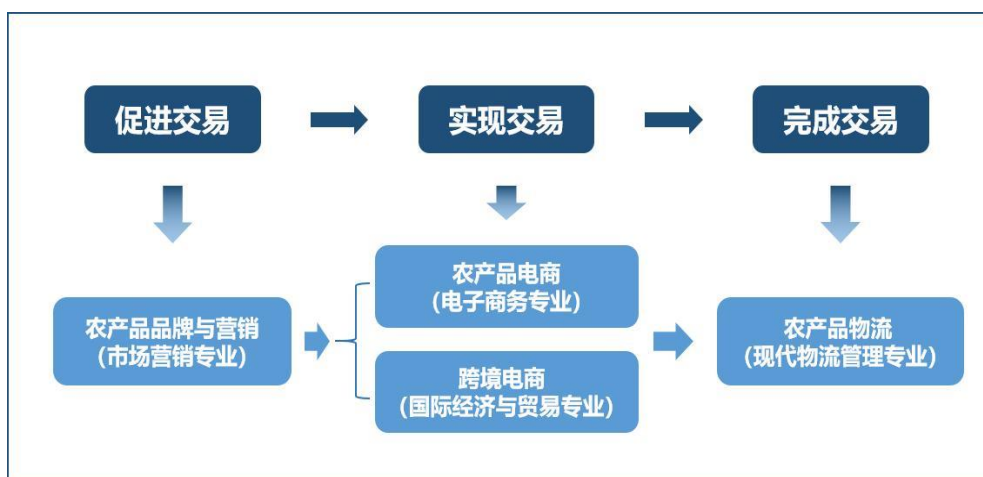 促进交易
实现交易
完成交易
农产品品牌与营销
(市场营销专业)
农产品电商
(电子商务专业)
跨境电商
(国际经济与贸易专业)
农产品物流
(现代物流管理专业)